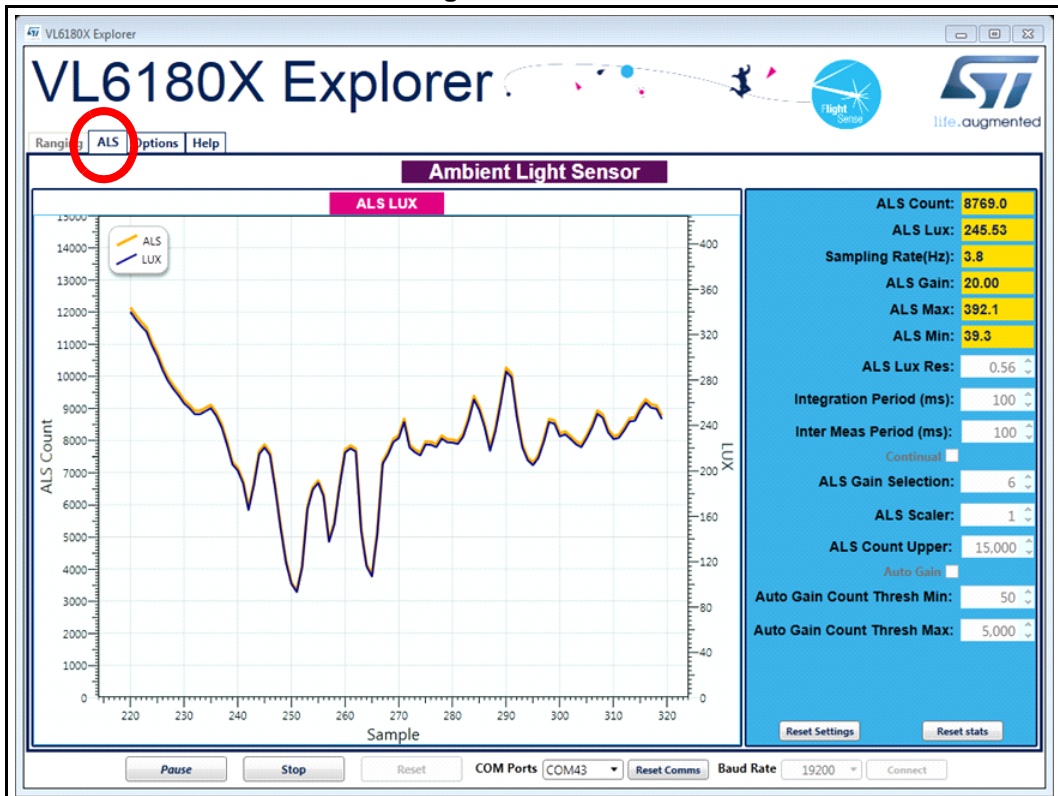 VL6180X Explorer
VL6180X Explorer
Flight
Sense
life.augmented
Ranging ALS Options Help
Ambient Light Sensor
ALS LUX
ALS
LUX
15000
14000
13000
12000
11000
10000
9000
8000
7000
6000
5000
4000
3000
2000
1000
0
ALS Count
400
360
320
280
240
200
160
120
80
40
0
LUX
220 230 240 250 260 270 280 290 300 310 320
Sample
ALS Count: 8769.0
ALS Lux: 245.53
Sampling Rate(Hz): 3.8
ALS Gain: 20.00
ALS Max: 392.1
ALS Min: 39.3
ALS Lux Res: 0.56
Integration Period (ms): 100
Inter Meas Period (ms): 100
Continual
ALS Gain Selection: 6
ALS Scaler: 1
ALS Count Upper: 15,000
Auto Gain
Auto Gain Count Thresh Min: 50
Auto Gain Count Thresh Max: 5,000
Reset Settings Reset stats
Pause Stop Reset COM Ports COM43 Reset Comms Baud Rate 19200 Connect